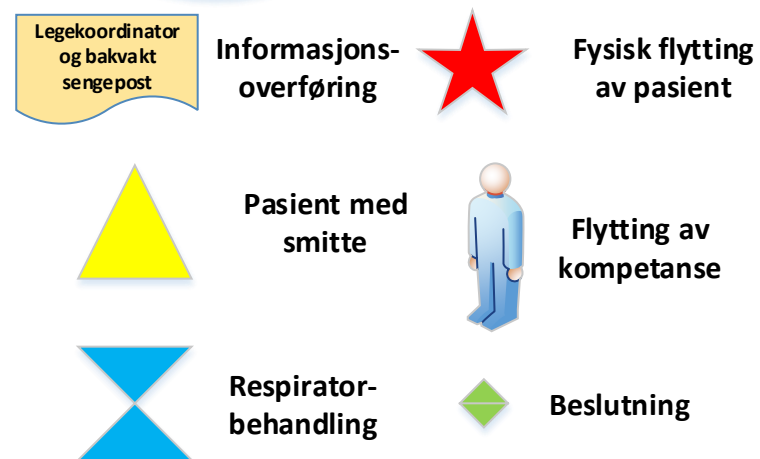 Legekoordinator
og bakvakt
sengepost
Informasjons-
overføring
Fysisk flytting
av pasient
Pasient med
smitte
Flytting av
kompetanse
Respirator-
behandling
Beslutning